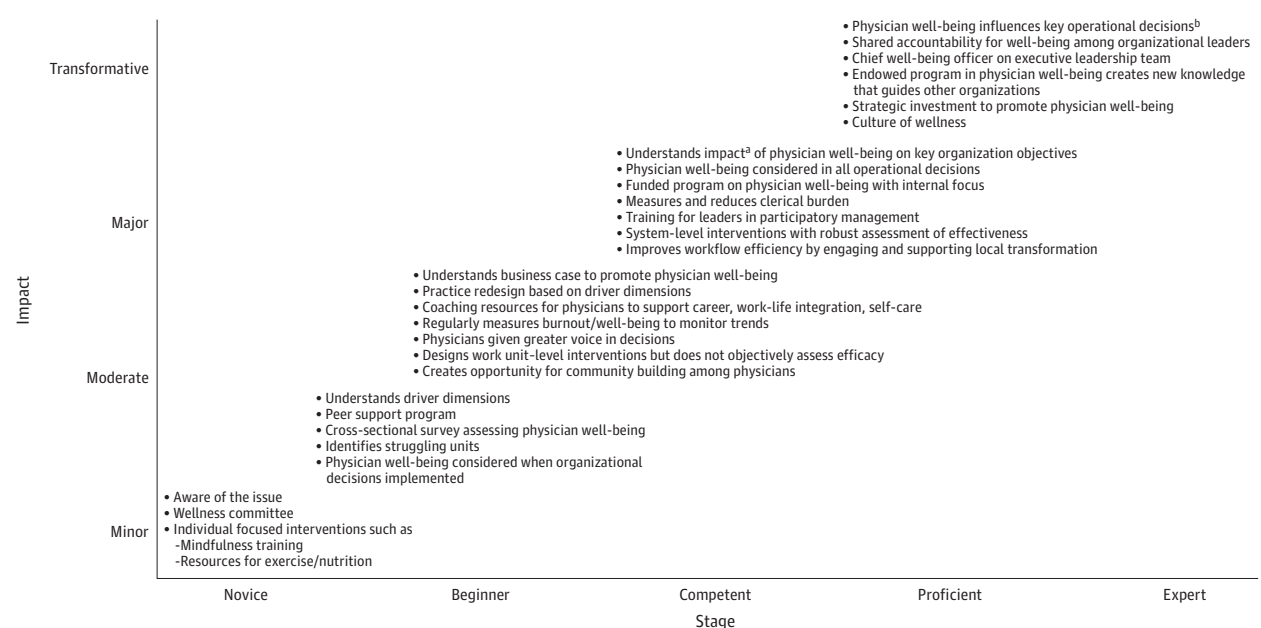 • Physician well-being influences key operational decisionsᵇ
• Shared accountability for well-being among organizational leaders
• Chief well-being officer on executive leadership team
• Endowed program in physician well-being creates new knowledge
that guides other organizations
• Strategic investment to promote physician well-being
• Culture of wellness
Transformative
• Understands impactᵃ of physician well-being on key organization objectives
• Physician well-being considered in all operational decisions
• Funded program on physician well-being with internal focus
• Measures and reduces clerical burden
• Training for leaders in participatory management
• System-level interventions with robust assessment of effectiveness
• Improves workflow efficiency by engaging and supporting local transformation
Major
• Understands business case to promote physician well-being
• Practice redesign based on driver dimensions
• Coaching resources for physicians to support career, work-life integration, self-care
• Regularly measures burnout/well-being to monitor trends
• Physicians given greater voice in decisions
• Designs work unit-level interventions but does not objectively assess efficacy
• Creates opportunity for community building among physicians
Impact
Moderate
• Understands driver dimensions
• Peer support program
• Cross-sectional survey assessing physician well-being
• Identifies struggling units
• Physician well-being considered when organizational
decisions implemented
• Aware of the issue
• Wellness committee
• Individual focused interventions such as
-Mindfulness training
-Resources for exercise/nutrition
Minor
Novice
Beginner
Competent
Proficient
Expert
Stage